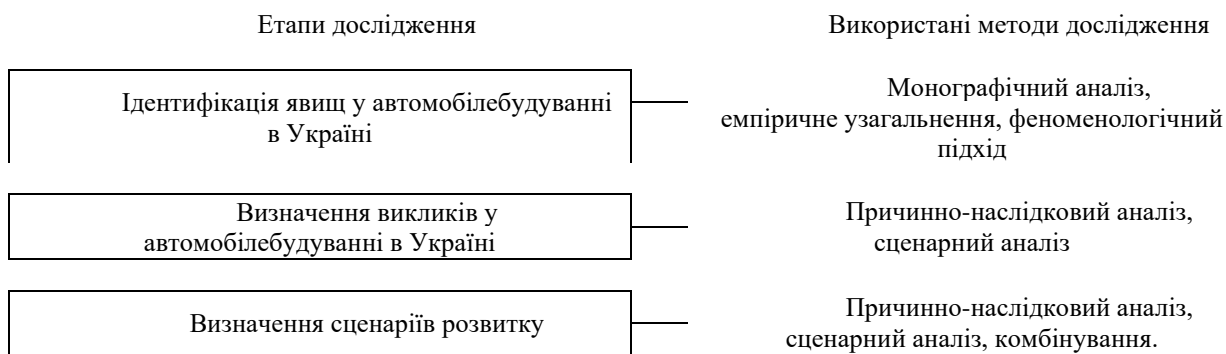 Етапи дослідження
Використані методи дослідження
Ідентифікація явищ у автомобілебудуванні
в Україні
Монографічний аналіз,
емпіричне узагальнення, феноменологічний
підхід
Визначення викликів у
автомобілебудуванні в Україні
Причинно-наслідковий аналіз,
сценарний аналіз
Визначення сценаріїв розвитку
Причинно-наслідковий аналіз,
сценарний аналіз, комбінування.